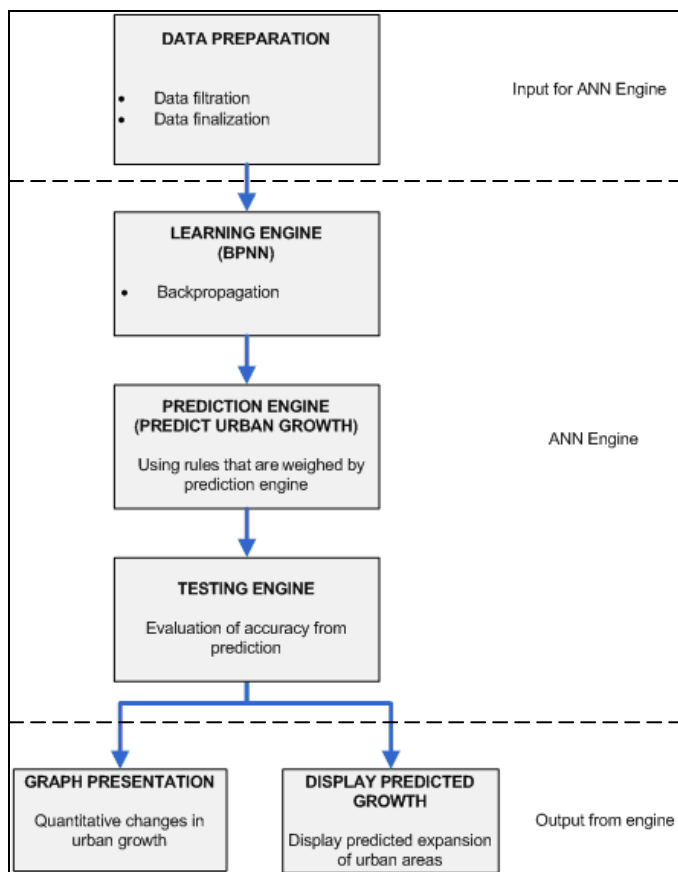 DATA PREPARATION
• Data filtration
• Data finalization
Input for ANN Engine
LEARNING ENGINE
(BPNN)
• Backpropagation
PREDICTION ENGINE
(PREDICT URBAN GROWTH)
Using rules that are weighed by
prediction engine
ANN Engine
TESTING ENGINE
Evaluation of accuracy from
prediction
GRAPH PRESENTATION
Quantitative changes in
urban growth
DISPLAY PREDICTED
GROWTH
Display predicted expansion
of urban areas
Output from engine